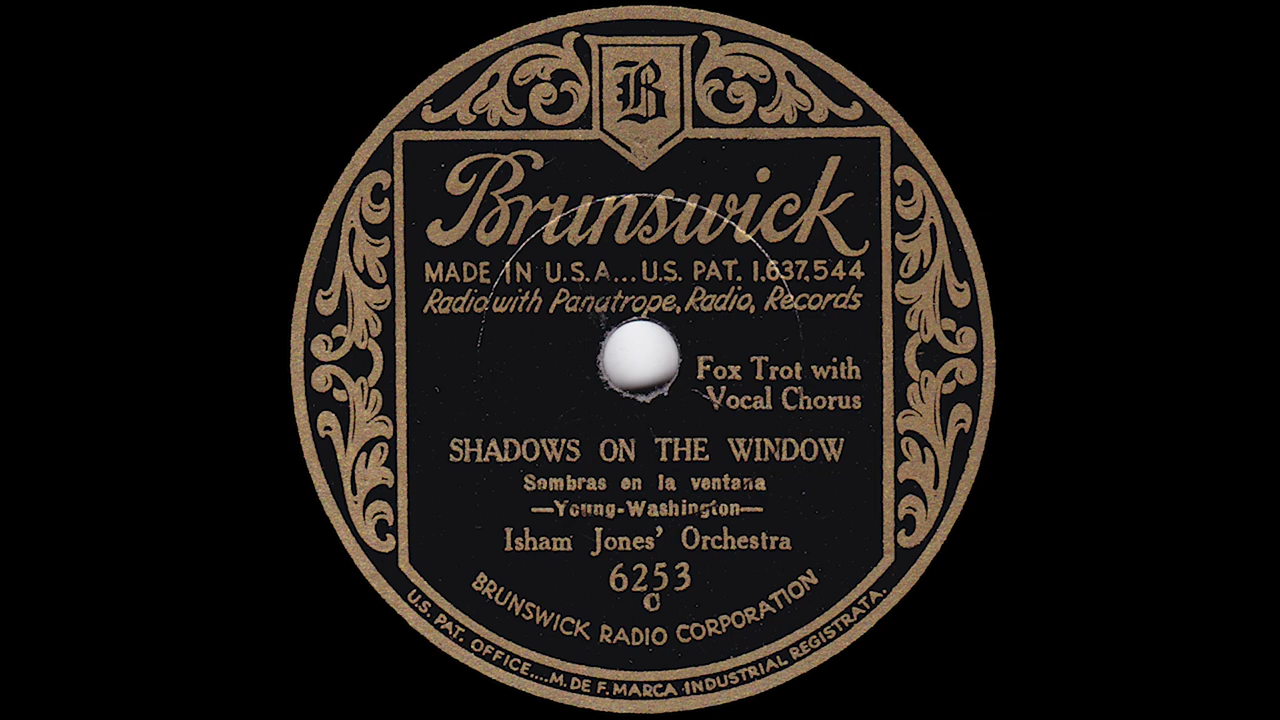 B
Brunswick
MADE IN U.S.A... U.S. PAT. 1,637,544
Radio with Panatrope, Radio, Records
Fox Trot with
Vocal Chorus
SHADOWS ON THE WINDOW
Sombras en la ventana
—Young-Washington—
Isham Jones' Orchestra
6253
C
BRUNSWICK RADIO CORPORATION
U.S. PAT. OFFICE....M. DE F. MARCA INDUSTRIAL REGISTRATA.